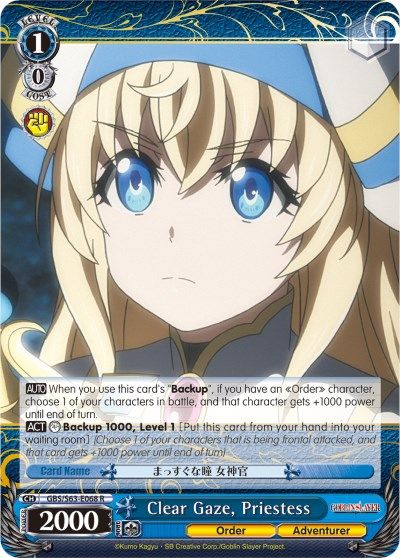 LEVEL
1
0
COST
AUTO When you use this card's "Backup", if you have an «Order» character,
choose 1 of your characters in battle, and that character gets +1000 power
until end of turn.
ACT Backup 1000, Level 1 [Put this card from your hand into your
waiting room] (Choose 1 of your characters that is being frontal attacked, and
that character gets +1000 power until end of turn)
Card Name まっすぐな瞳 女神官
CH GBS/S63-E068 R
POWER 2000 Clear Gaze, Priestess GOBLIN SLAYER
Order Adventurer
©Kumo Kagyu ・ SB Creative Corp./Goblin Slayer Project.